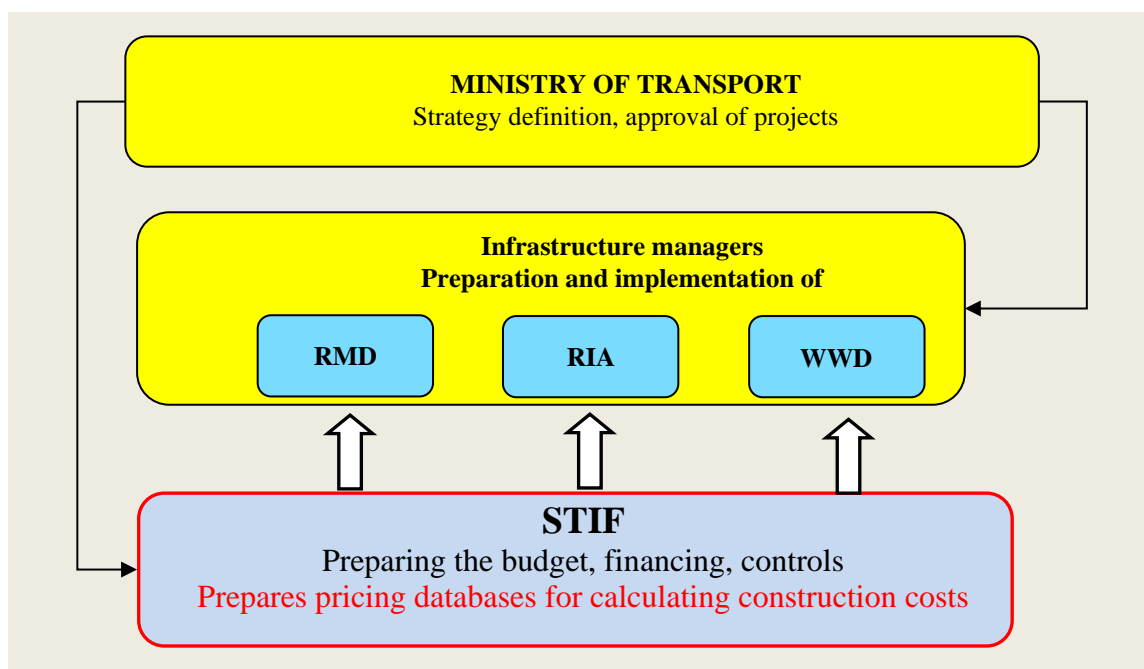 MINISTRY OF TRANSPORT
Strategy definition, approval of projects
Infrastructure managers
Preparation and implementation of
RMD
RIA
WWD
STIF
Preparing the budget, financing, controls
Prepares pricing databases for calculating construction costs